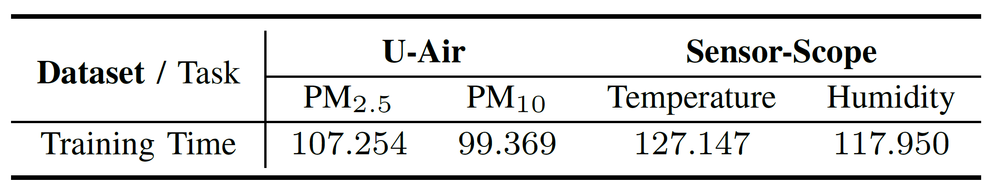 U-Air Sensor-Scope
Dataset / Task
PM2.5 PM10 Temperature Humidity
Training Time 107.254 99.369 127.147 117.950